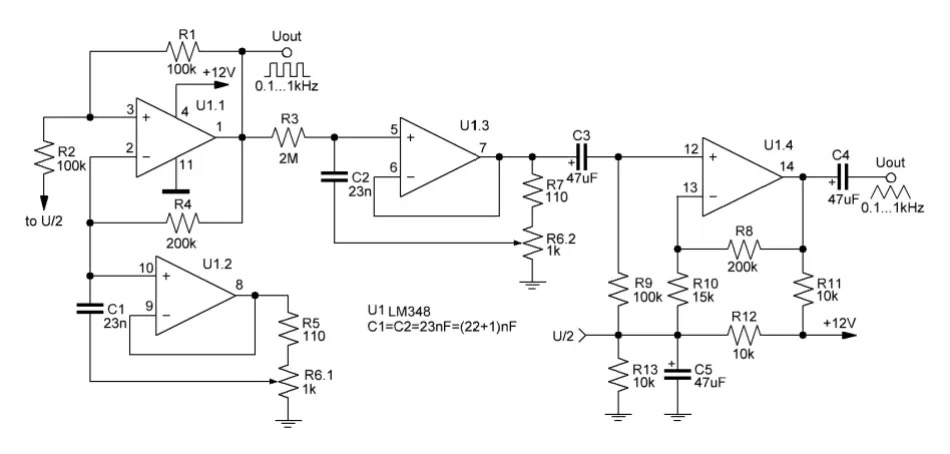 R1
100k
Uout
0.1...1kHz
+12V
U1.1
3
+
4
1
2
−
11
R2
100k
to U/2
R4
200k
R3
2M
C2
23n
5
+
U1.3
7
6
−
C3
+
47uF
R7
110
R6.2
1k
12
+
U1.4
14
13
−
C4
+
47uF
Uout
0.1...1kHz
R8
200k
R9
100k
R10
15k
R11
10k
R12
10k
+12V
U/2
R13
10k
+
C5
47uF
10
+
U1.2
8
9
−
C1
23n
R5
110
R6.1
1k
U1 LM348
C1=C2=23nF=(22+1)nF